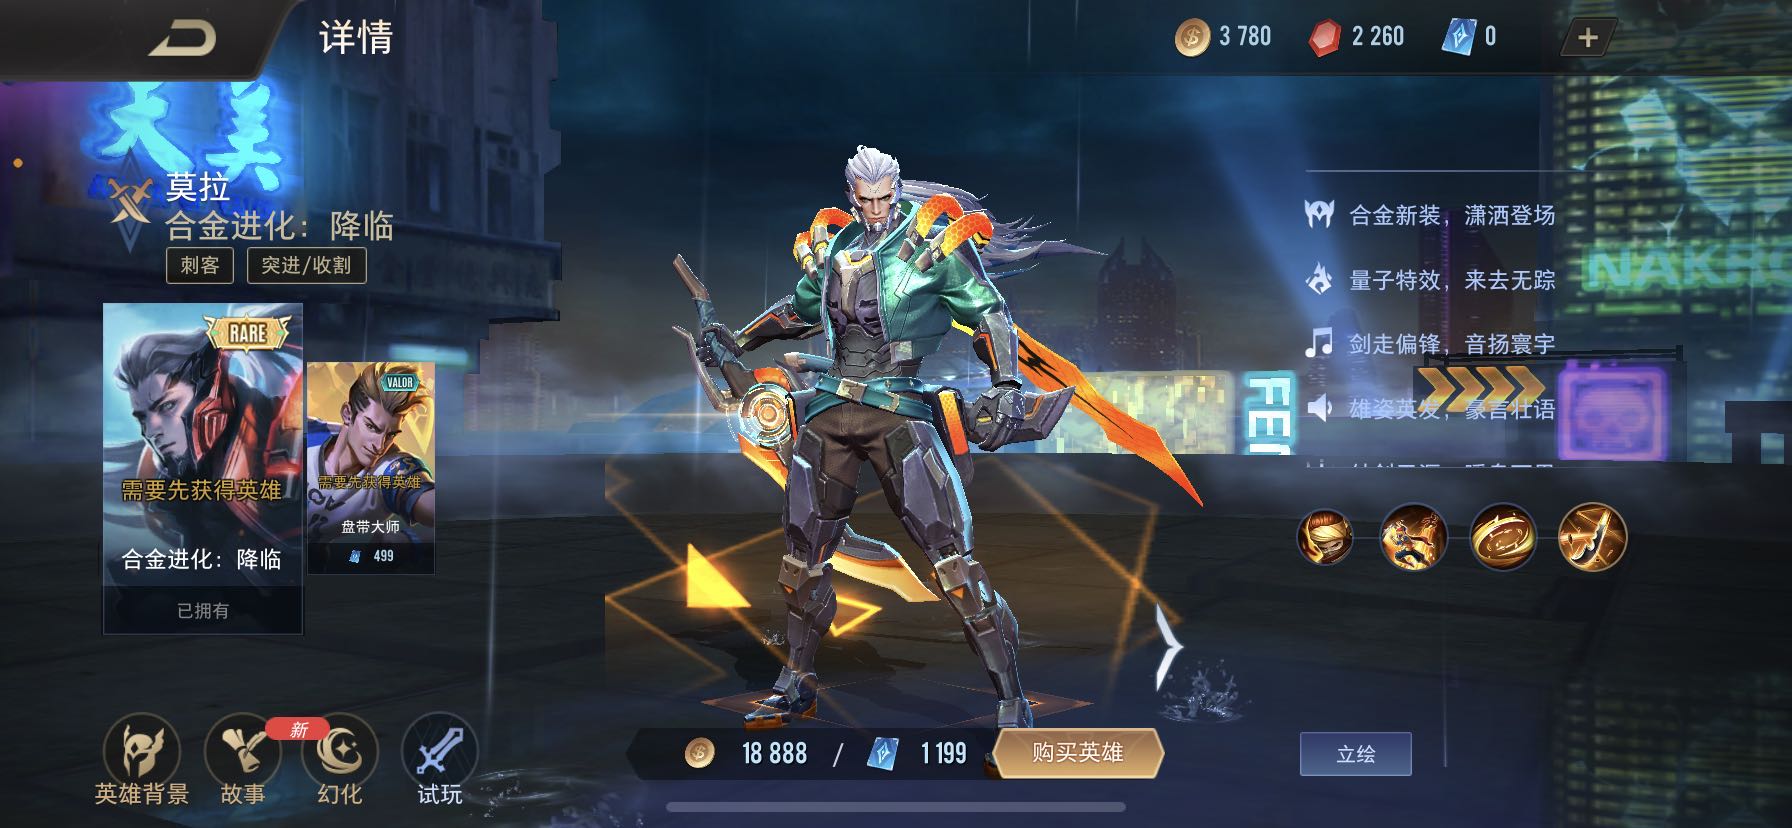 详情
3 780
2 260
0
天美
莫拉
合金进化：降临
刺客
突进/收割
RARE
需要先获得英雄
合金进化：降临
已拥有
VALOR
需要先获得英雄
盘带大师
499
合金新装，潇洒登场
量子特效，来去无踪
剑走偏锋，音扬寰宇
雄姿英发，豪言壮语
NAKRO
英雄背景
故事
新
幻化
试玩
18 888 / 1 199
购买英雄
立绘